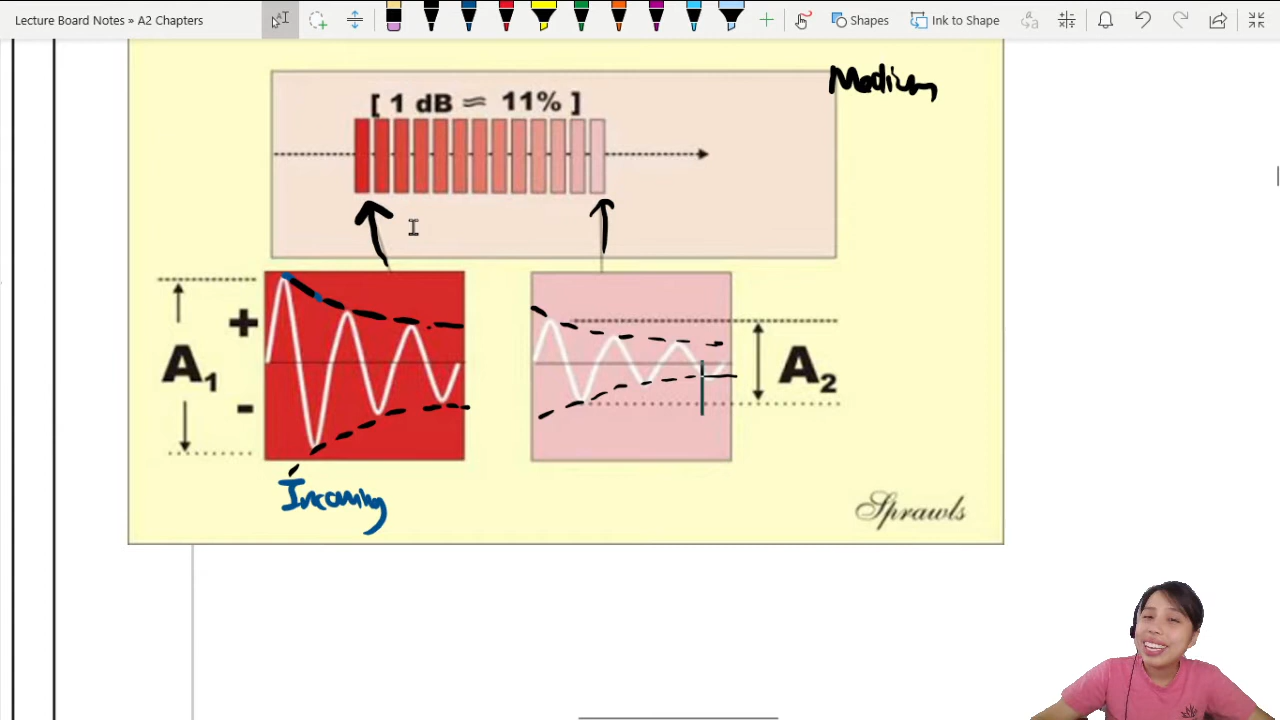 Lecture Board Notes » A2 Chapters
Shapes
Ink to Shape
Medium
[ 1 dB ≈ 11% ]
+
A1
-
A2
Incoming
Sprawls